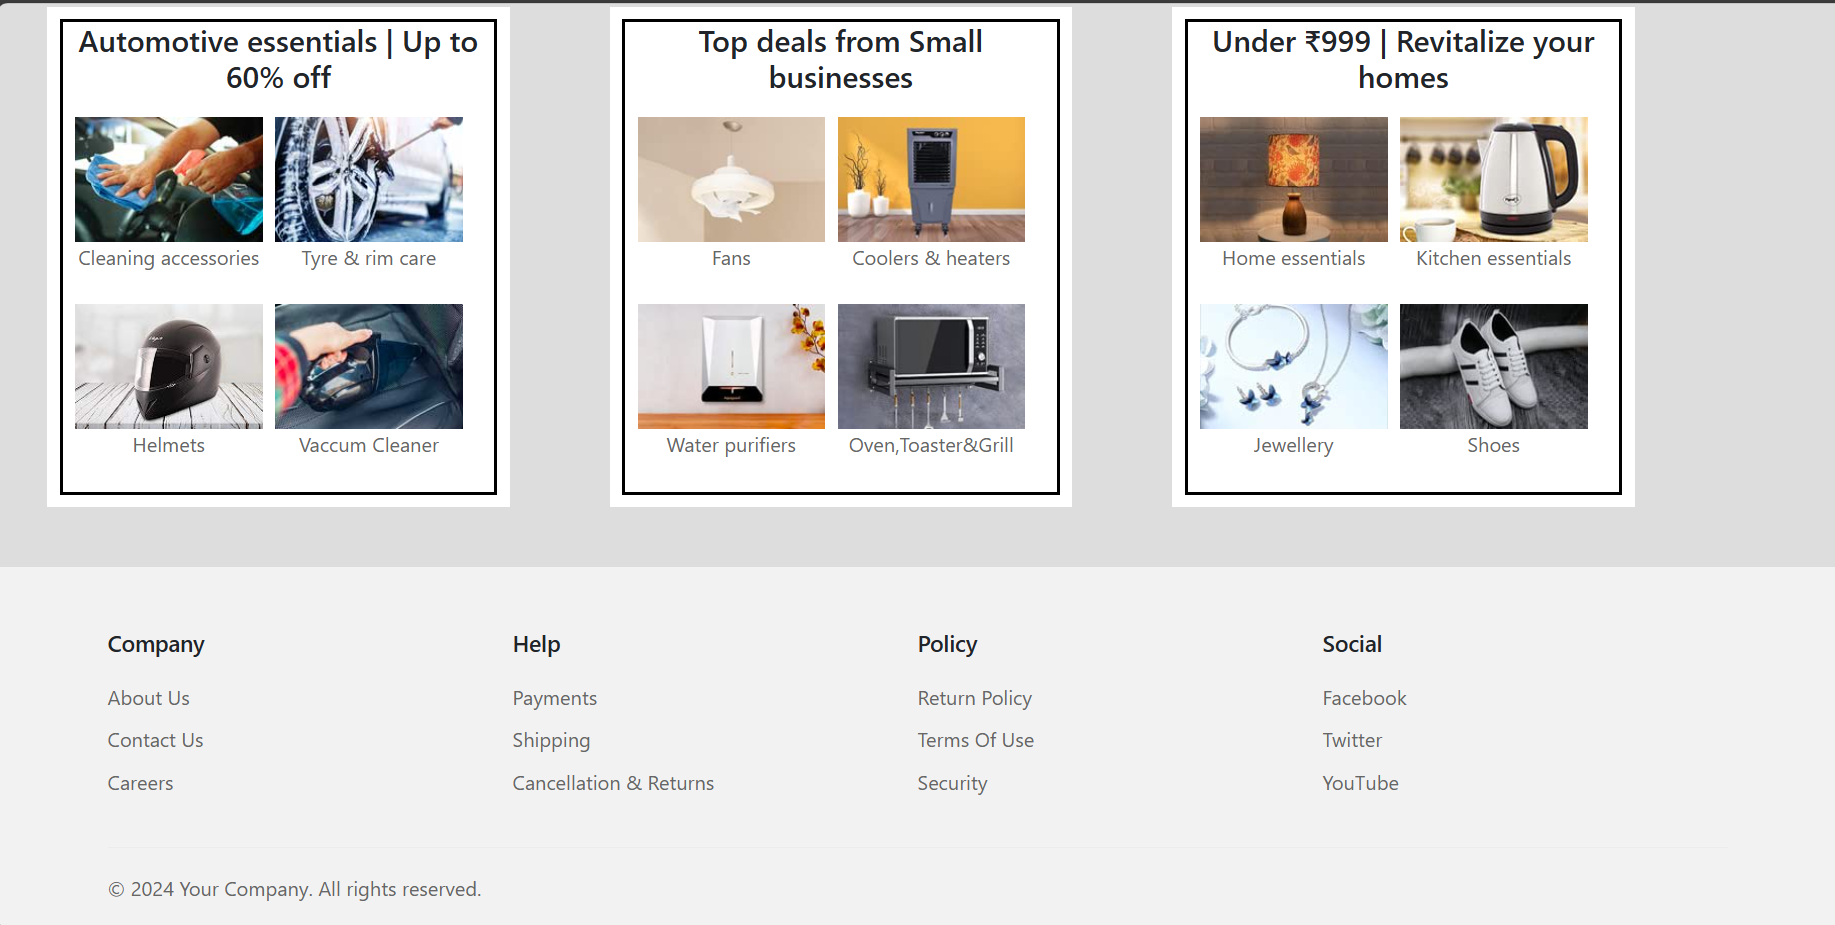 Automotive essentials | Up to
60% off
Cleaning accessories
Tyre & rim care
Helmets
Vaccum Cleaner
Top deals from Small
businesses
Fans
Coolers & heaters
Water purifiers
Oven,Toaster&Grill
Under ₹999 | Revitalize your
homes
Home essentials
Kitchen essentials
Jewellery
Shoes
Company
About Us
Contact Us
Careers
Help
Payments
Shipping
Cancellation & Returns
Policy
Return Policy
Terms Of Use
Security
Social
Facebook
Twitter
YouTube
© 2024 Your Company. All rights reserved.